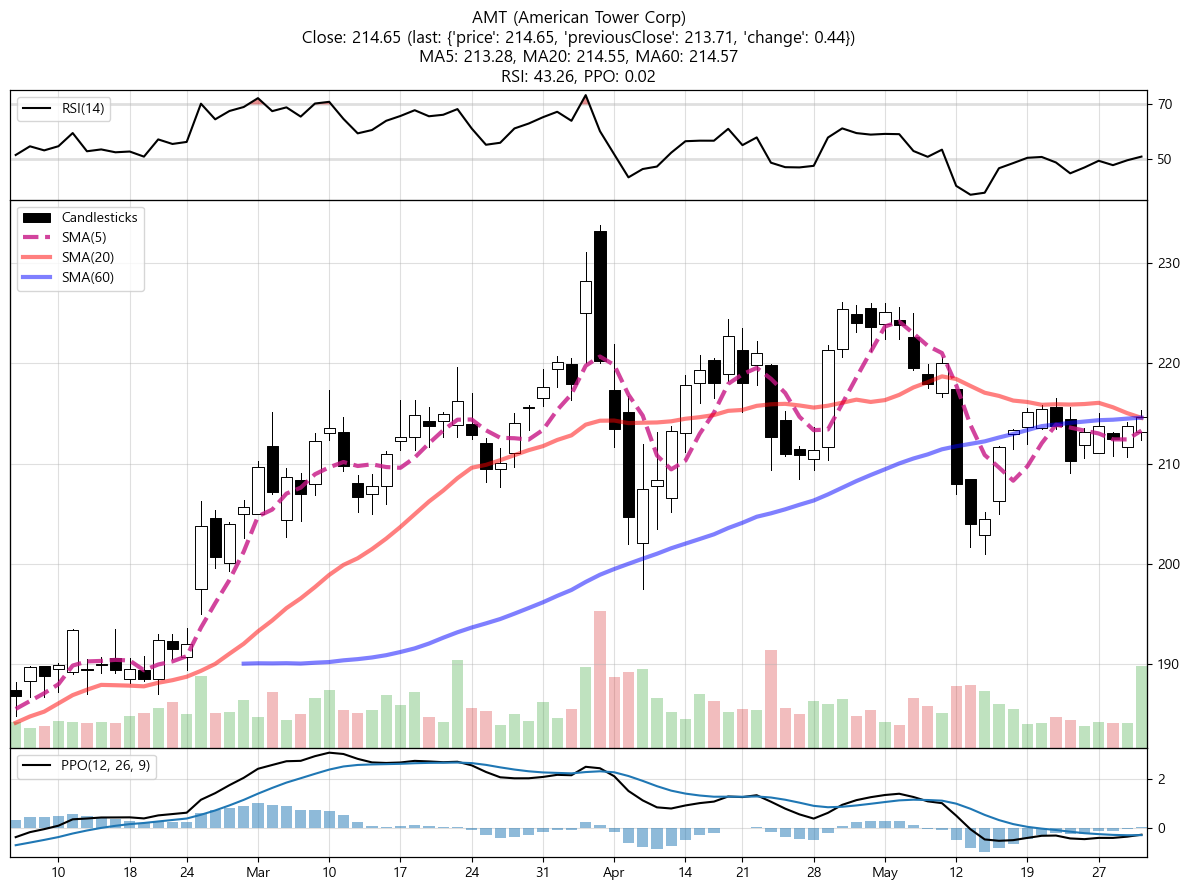 AMT (American Tower Corp)
Close: 214.65 (last: {'price': 214.65, 'previousClose': 213.71, 'change': 0.44})
MA5: 213.28, MA20: 214.55, MA60: 214.57
RSI: 43.26, PPO: 0.02
RSI(14)
70
50
Candlesticks
SMA(5)
SMA(20)
SMA(60)
230
220
210
200
190
PPO(12, 26, 9)
2
0
10 18 24 Mar 10 17 24 31 Apr 14 21 28 May 12 19 27